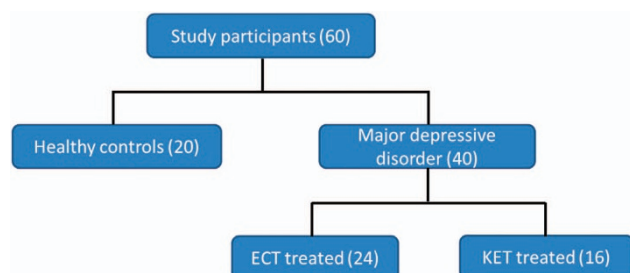 Study participants (60)
Healthy controls (20)
Major depressive
disorder (40)
ECT treated (24)
KET treated (16)